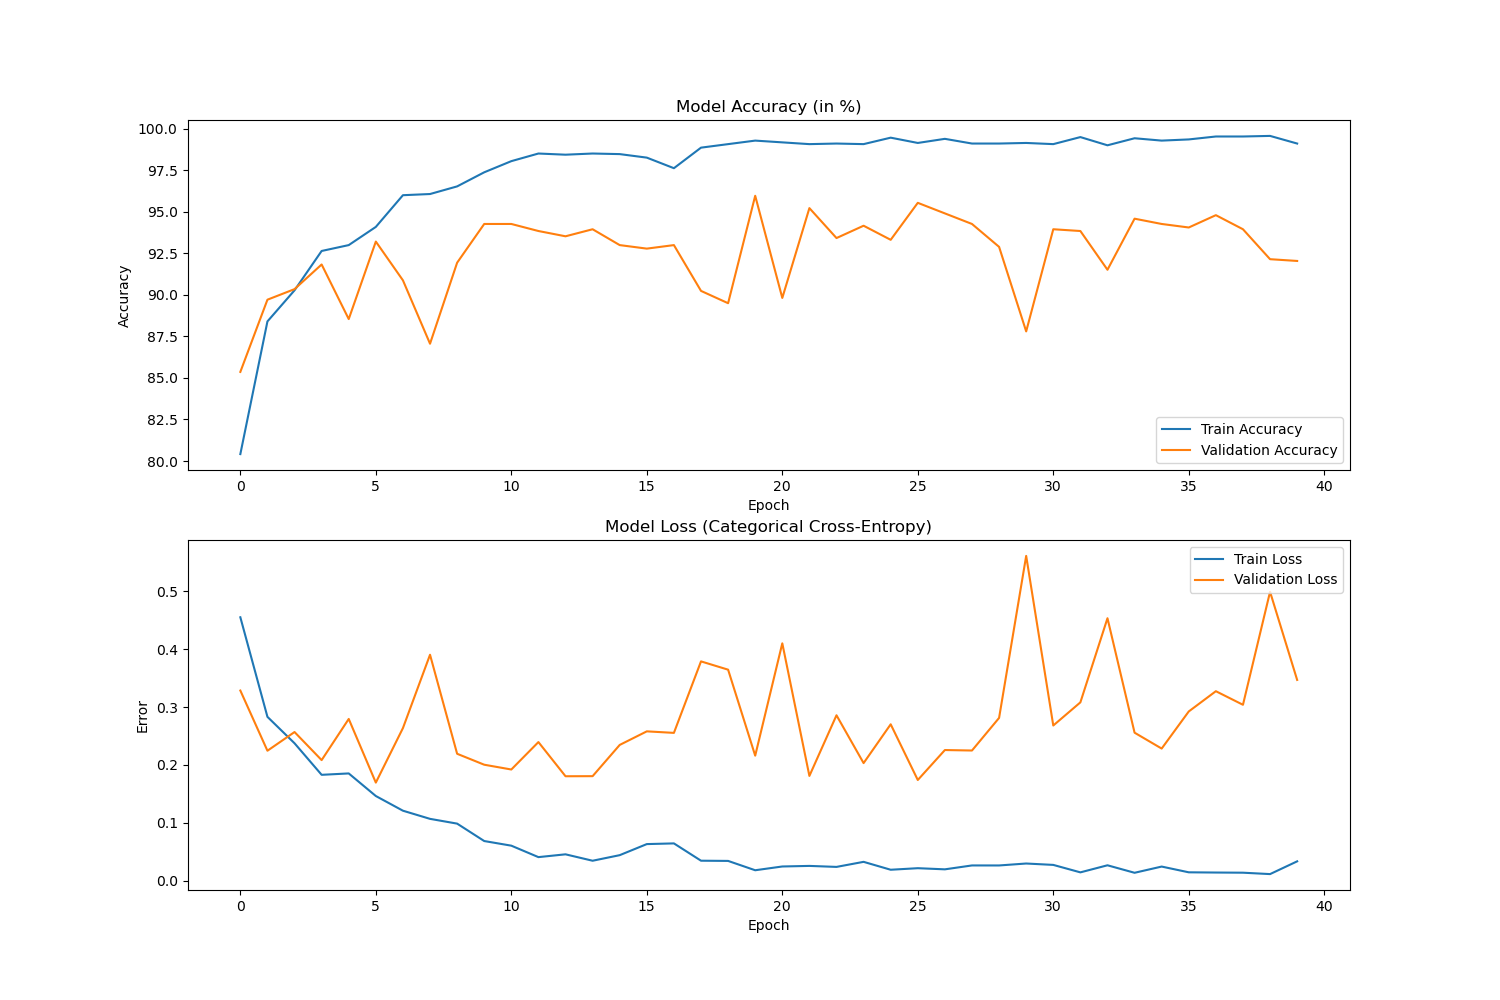 Model Accuracy (in %)
100.0
97.5
95.0
92.5
90.0
87.5
85.0
82.5
80.0
Accuracy
Train Accuracy
Validation Accuracy
0 5 10 15 20 25 30 35 40
Epoch
Model Loss (Categorical Cross-Entropy)
Train Loss
Validation Loss
0.5
0.4
0.3
0.2
0.1
0.0
Error
0 5 10 15 20 25 30 35 40
Epoch